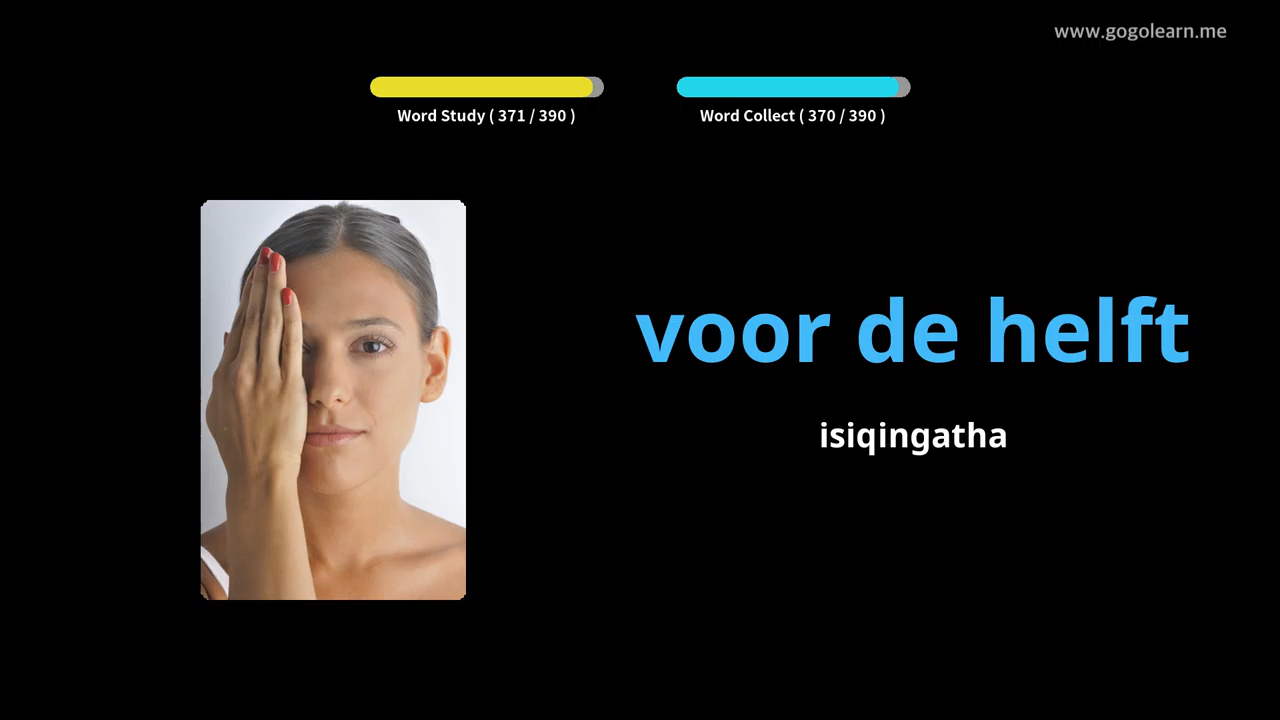 www.gogolearn.me
Word Study ( 371 / 390 )
Word Collect ( 370 / 390 )
voor de helft
isiqingatha